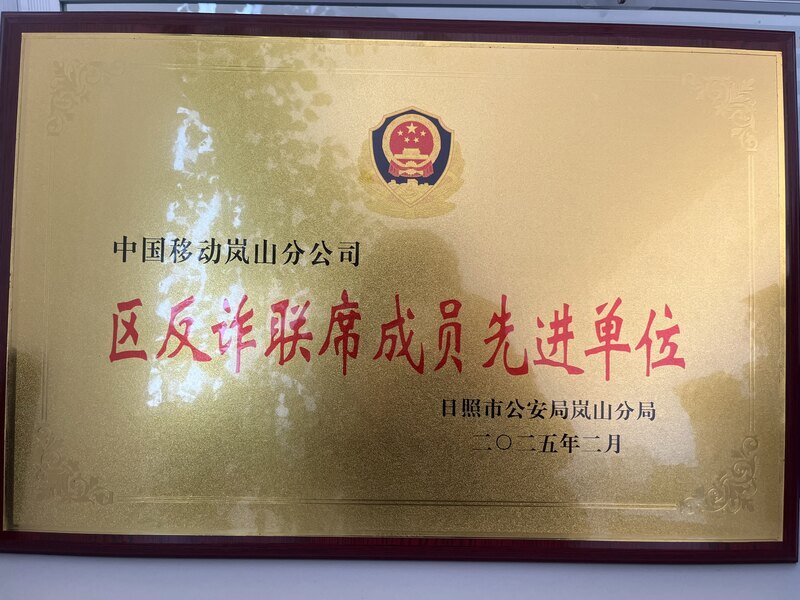 中国移动岚山分公司
区反诈联席成员先进单位
日照市公安局岚山分局
二〇二五年二月